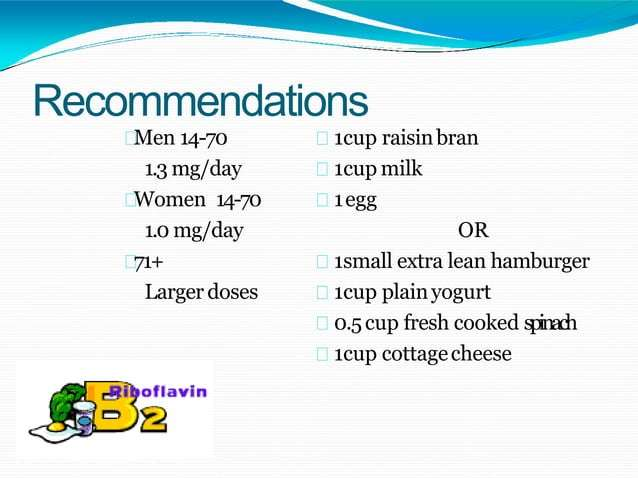 Recommendations
Men 14-70
1.3 mg/day
Women 14-70
1.0 mg/day
71+
Larger doses
1cup raisin bran
1cup milk
1 egg
OR
1small extra lean hamburger
1cup plain yogurt
0.5 cup fresh cooked spinach
1cup cottage cheese
Riboflavin
B2